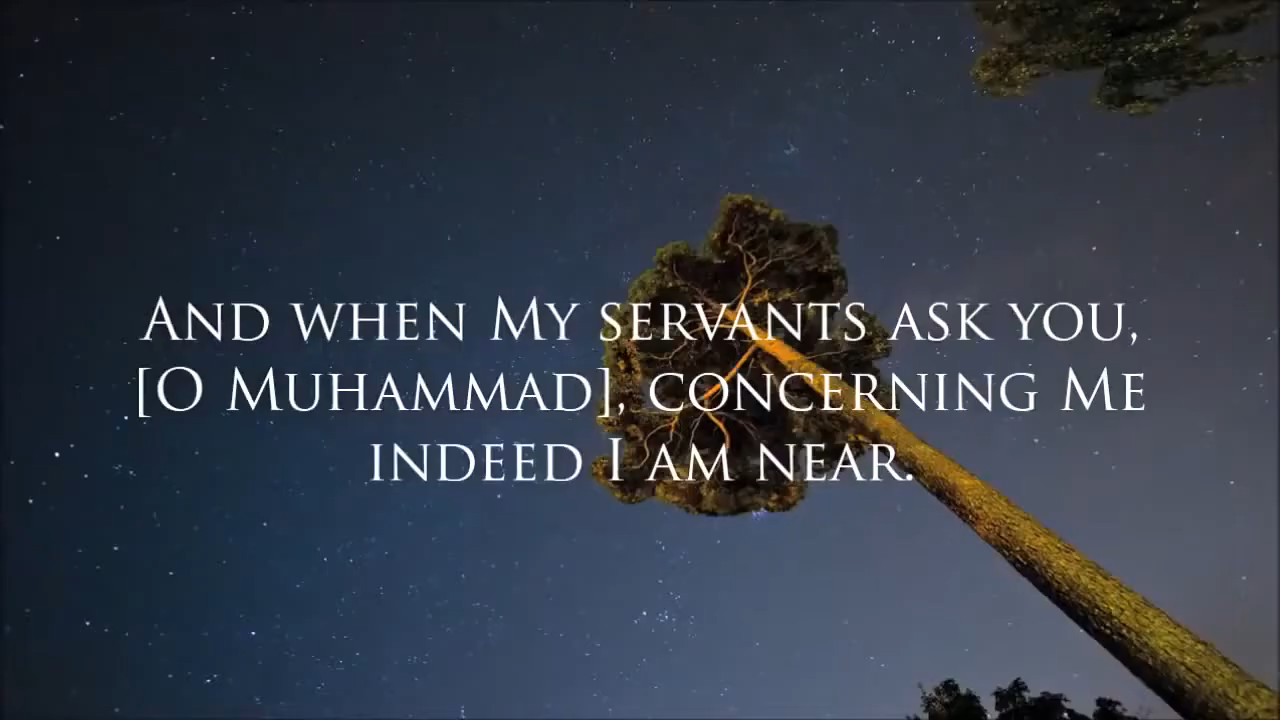 And when My servants ask you,
[O Muhammad], concerning Me
indeed I am near.